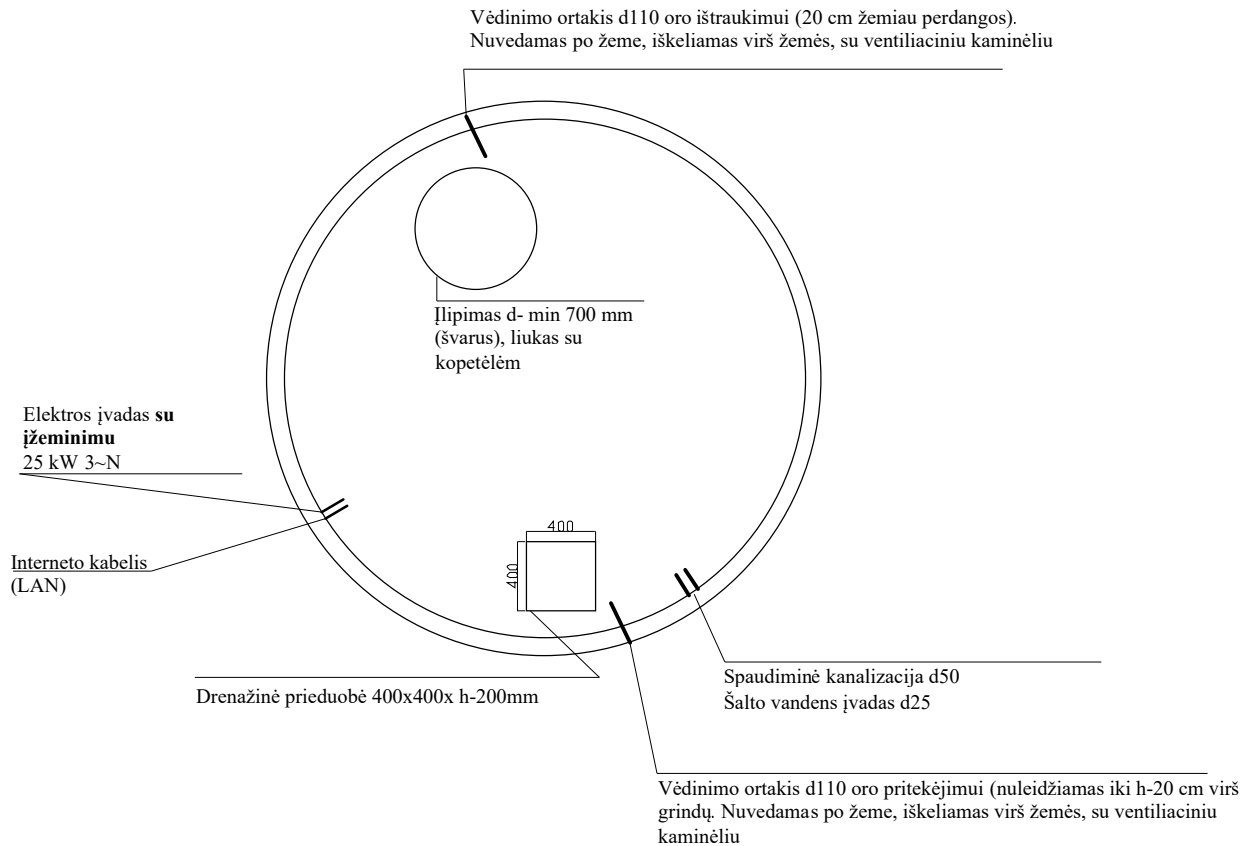 Vėdinimo ortakis d110 oro ištraukimui (20 cm žemiau perdangos).
Nuvedamas po žeme, iškeliamas virš žemės, su ventiliaciniu kaminėliu
Įlipimas d- min 700 mm
(švarus), liukas su
kopetėlėm
Elektros įvadas su
įžeminimu
25 kW 3~N
Interneto kabelis
(LAN)
400
400
Drenažinė prieduobė 400x400x h-200mm
Spaudiminė kanalizacija d50
Šalto vandens įvadas d25
Vėdinimo ortakis d110 oro pritekėjimui (nuleidžiamas iki h-20 cm virš
grindų. Nuvedamas po žeme, iškeliamas virš žemės, su ventiliaciniu
kaminėliu